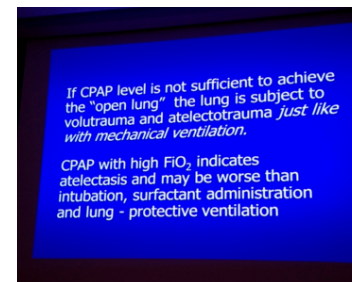 If CPAP level is not sufficient to achieve
the “open lung” the lung is subject to
volutrauma and atelectotrauma just like
with mechanical ventilation.
CPAP with high FiO₂ indicates
atelectasis and may be worse than
intubation, surfactant administration
and lung - protective ventilation